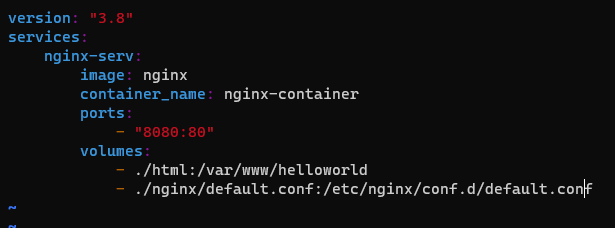 version: "3.8"
services:
    nginx-serv:
        image: nginx
        container_name: nginx-container
        ports:
            - "8080:80"
        volumes:
            - ./html:/var/www/helloworld
            - ./nginx/default.conf:/etc/nginx/conf.d/default.conf
~
~